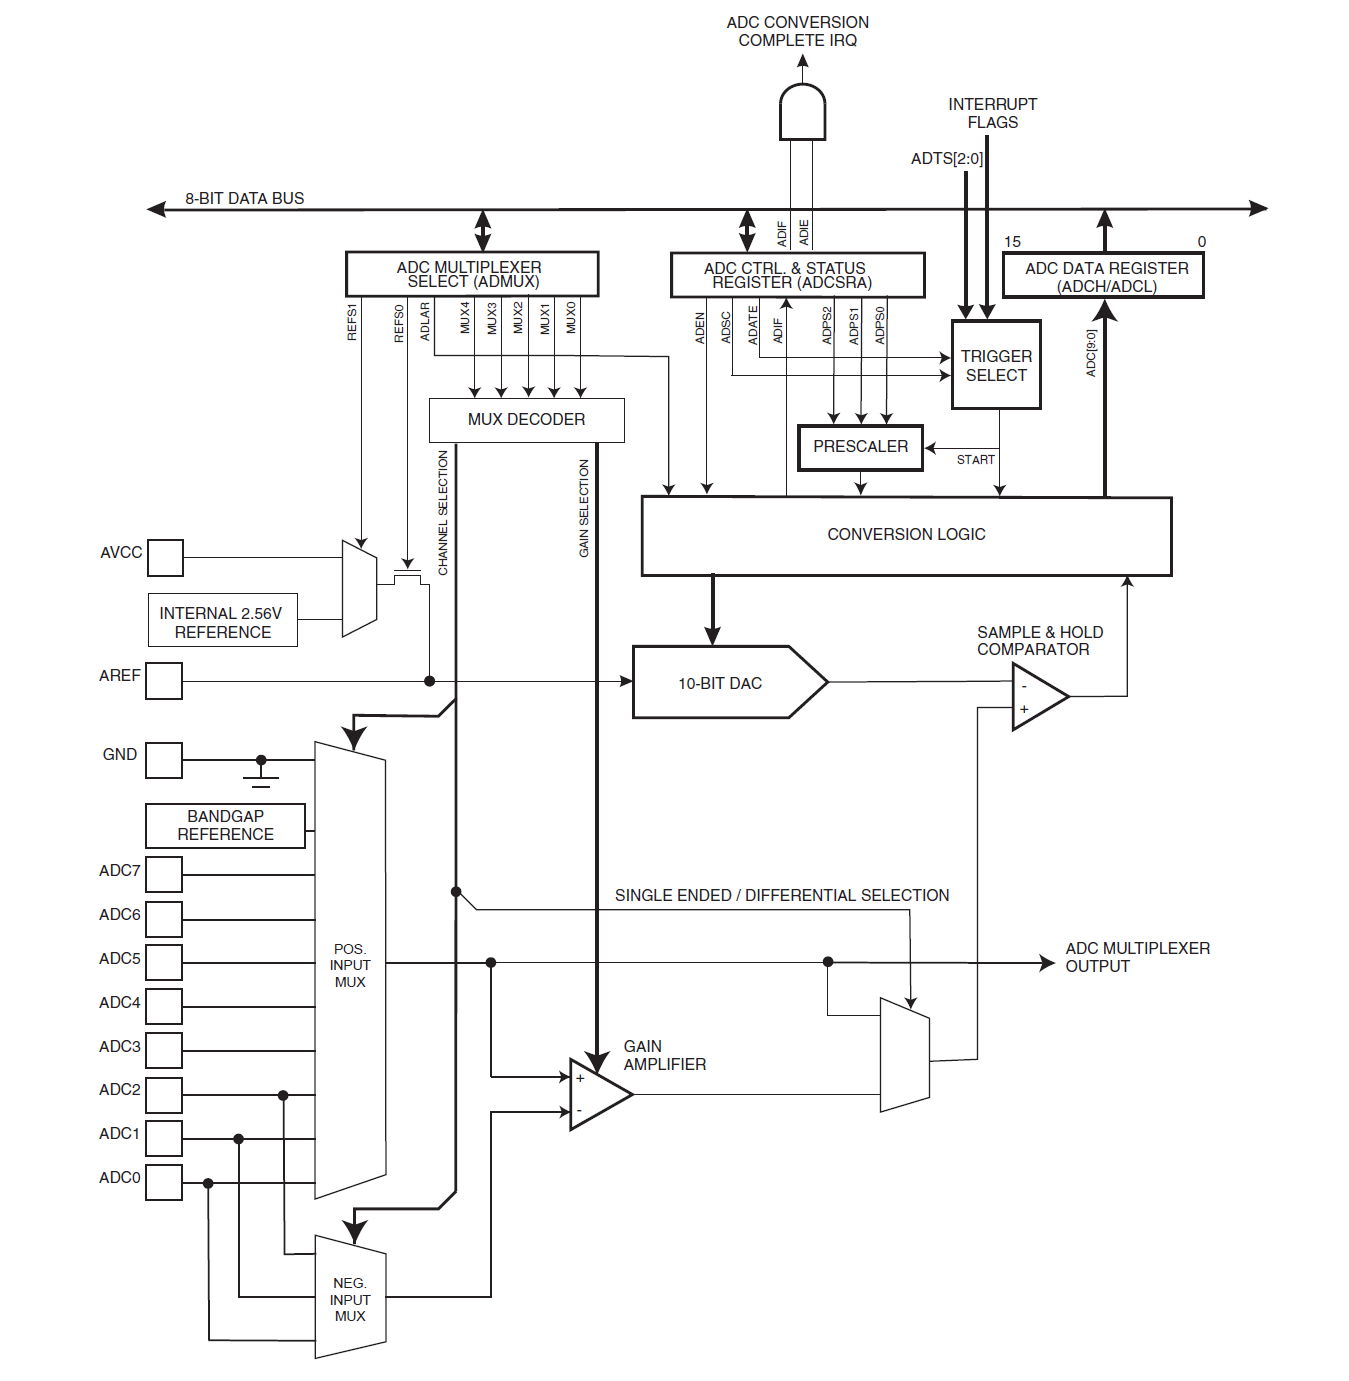 ADC CONVERSION
COMPLETE IRQ
INTERRUPT
FLAGS
ADTS[2:0]
8-BIT DATA BUS
ADIF
ADIE
15
0
ADC MULTIPLEXER
SELECT (ADMUX)
ADC CTRL. & STATUS
REGISTER (ADCSRA)
ADC DATA REGISTER
(ADCH/ADCL)
REFS1
REFS0
ADLAR
MUX4
MUX3
MUX2
MUX1
MUX0
ADEN
ADSC
ADATE
ADIF
ADPS2
ADPS1
ADPS0
TRIGGER
SELECT
ADC[9:0]
MUX DECODER
PRESCALER
START
CHANNEL SELECTION
GAIN SELECTION
CONVERSION LOGIC
AVCC
INTERNAL 2.56V
REFERENCE
SAMPLE & HOLD
COMPARATOR
AREF
10-BIT DAC
-
+
GND
BANDGAP
REFERENCE
ADC7
SINGLE ENDED / DIFFERENTIAL SELECTION
ADC6
ADC5
POS.
INPUT
MUX
ADC MULTIPLEXER
OUTPUT
ADC4
ADC3
GAIN
AMPLIFIER
+
-
ADC2
ADC1
ADC0
NEG.
INPUT
MUX